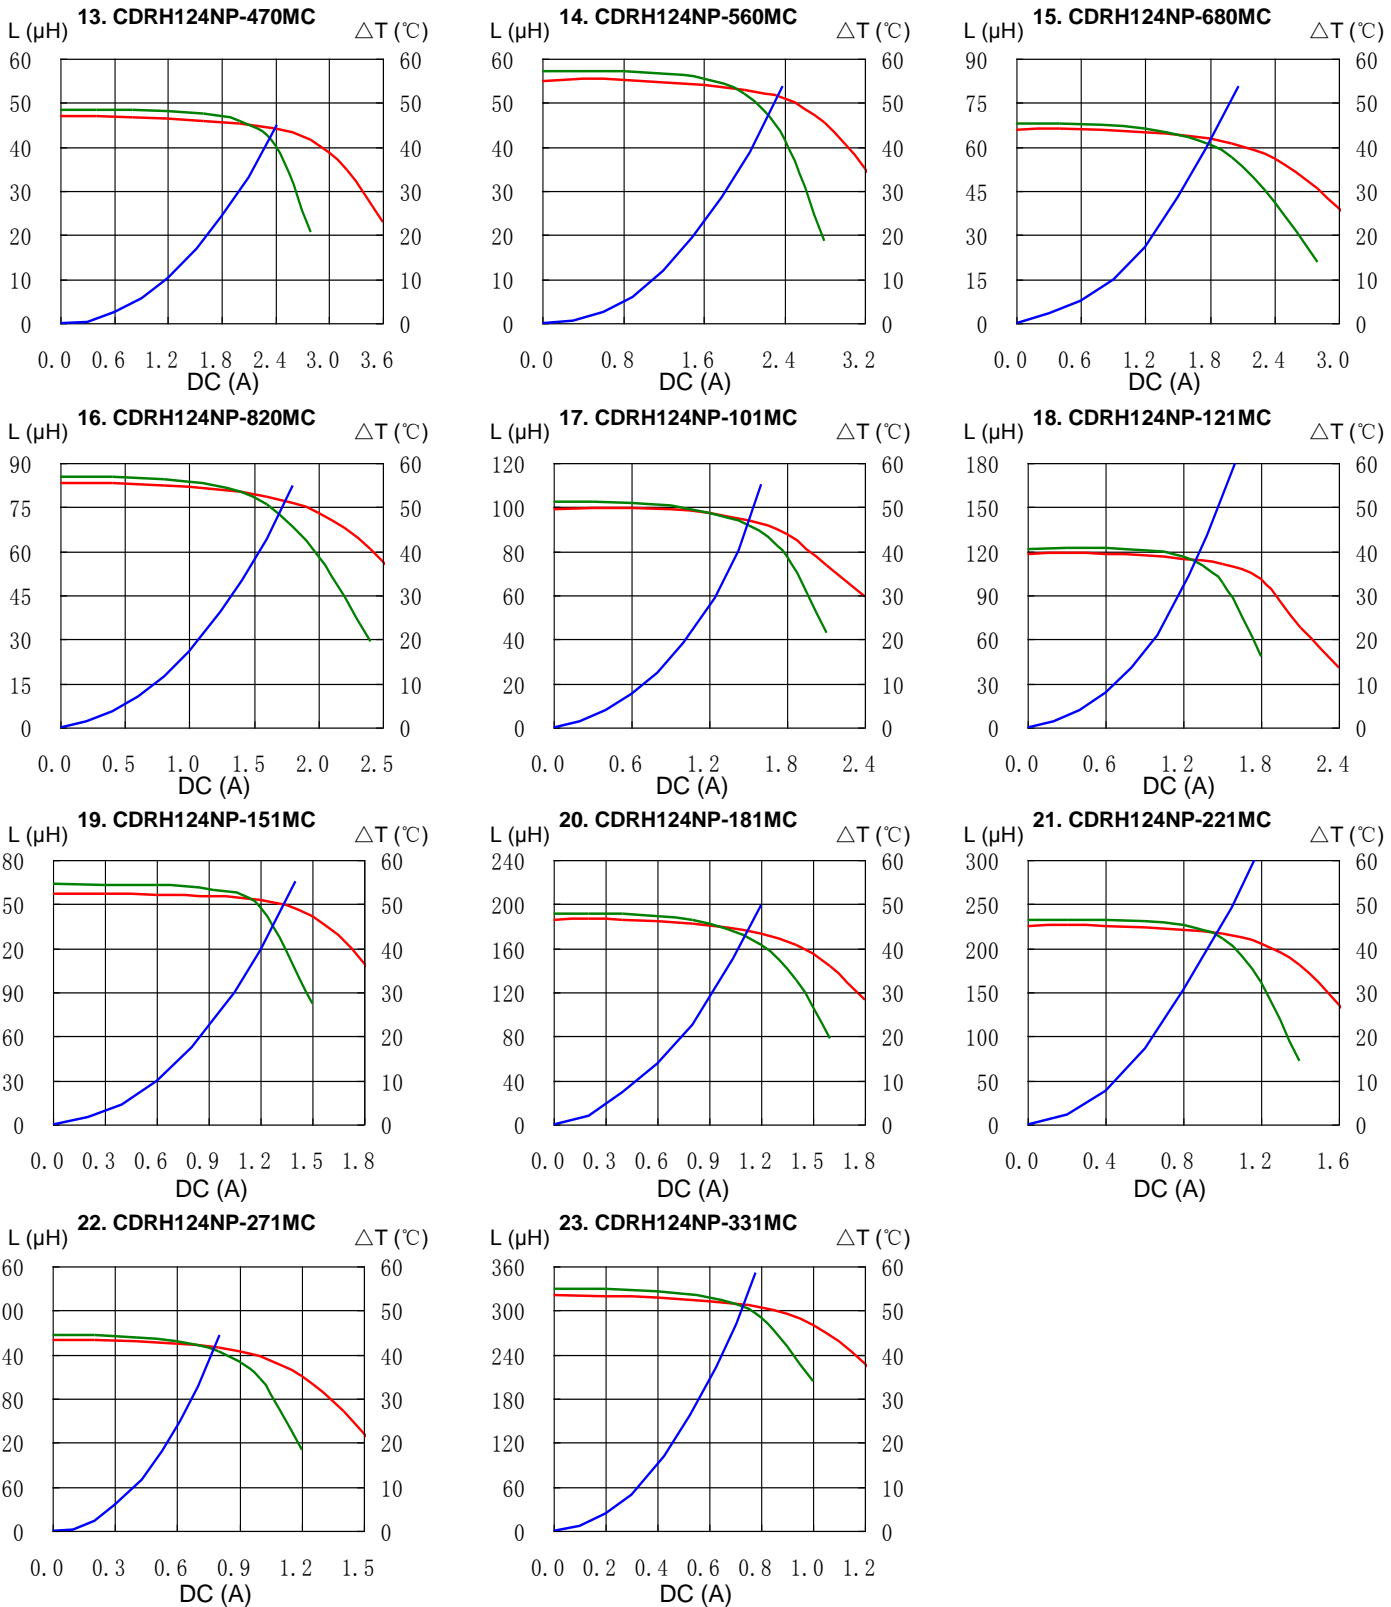 13. CDRH124NP-470MC
L (μH) △T (℃)
60 60
50 50
40 40
30 30
20 20
10 10
0 0
0.0 0.6 1.2 1.8 2.4 3.0 3.6
DC (A)
14. CDRH124NP-560MC
L (μH) △T (℃)
60 60
50 50
40 40
30 30
20 20
10 10
0 0
0.0 0.8 1.6 2.4 3.2
DC (A)
15. CDRH124NP-680MC
L (μH) △T (℃)
90 60
75 50
60 40
45 30
30 20
15 10
0 0
0.0 0.6 1.2 1.8 2.4 3.0
DC (A)
16. CDRH124NP-820MC
L (μH) △T (℃)
90 60
75 50
60 40
45 30
30 20
15 10
0 0
0.0 0.5 1.0 1.5 2.0 2.5
DC (A)
17. CDRH124NP-101MC
L (μH) △T (℃)
120 60
100 50
80 40
60 30
40 20
20 10
0 0
0.0 0.6 1.2 1.8 2.4
DC (A)
18. CDRH124NP-121MC
L (μH) △T (℃)
180 60
150 50
120 40
90 30
60 20
30 10
0 0
0.0 0.6 1.2 1.8 2.4
DC (A)
19. CDRH124NP-151MC
L (μH) △T (℃)
80 60
50 50
20 40
90 30
60 20
30 10
0 0
0.0 0.3 0.6 0.9 1.2 1.5 1.8
DC (A)
20. CDRH124NP-181MC
L (μH) △T (℃)
240 60
200 50
160 40
120 30
80 20
40 10
0 0
0.0 0.3 0.6 0.9 1.2 1.5 1.8
DC (A)
21. CDRH124NP-221MC
L (μH) △T (℃)
300 60
250 50
200 40
150 30
100 20
50 10
0 0
0.0 0.4 0.8 1.2 1.6
DC (A)
22. CDRH124NP-271MC
L (μH) △T (℃)
60 60
00 50
40 40
80 30
20 20
60 10
0 0
0.0 0.3 0.6 0.9 1.2 1.5
DC (A)
23. CDRH124NP-331MC
L (μH) △T (℃)
360 60
300 50
240 40
180 30
120 20
60 10
0 0
0.0 0.2 0.4 0.6 0.8 1.0 1.2
DC (A)